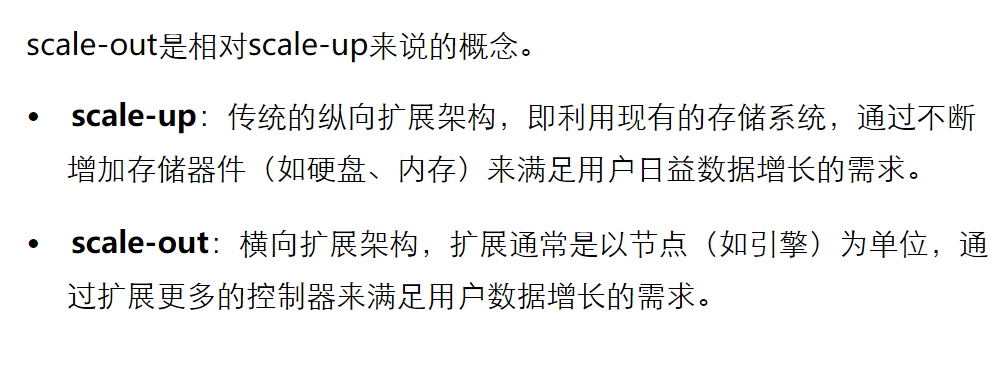 scale-out是相对scale-up来说的概念。
• scale-up：传统的纵向扩展架构，即利用现有的存储系统，通过不断
增加存储器件（如硬盘、内存）来满足用户日益数据增长的需求。
• scale-out：横向扩展架构，扩展通常是以节点（如引擎）为单位，通
过扩展更多的控制器来满足用户数据增长的需求。